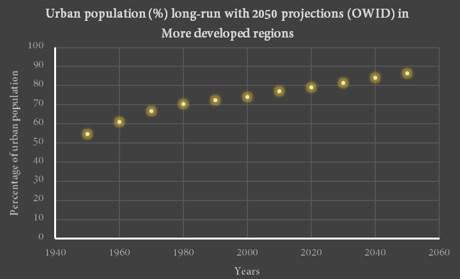 Urban population (%) long-run with 2050 projections (OWID) in
More developed regions
Percentage of urban population
100
90
80
70
60
50
40
30
20
10
0
1940 1960 1980 2000 2020 2040 2060
Years